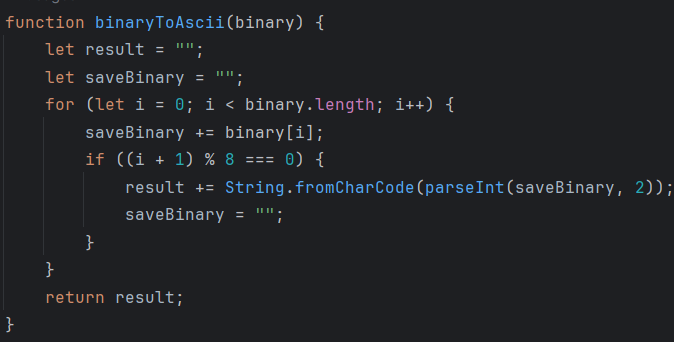 function binaryToAscii(binary) {
    let result = "";
    let saveBinary = "";
    for (let i = 0; i < binary.length; i++) {
        saveBinary += binary[i];
        if ((i + 1) % 8 === 0) {
            result += String.fromCharCode(parseInt(saveBinary, 2));
            saveBinary = "";
        }
    }
    return result;
}